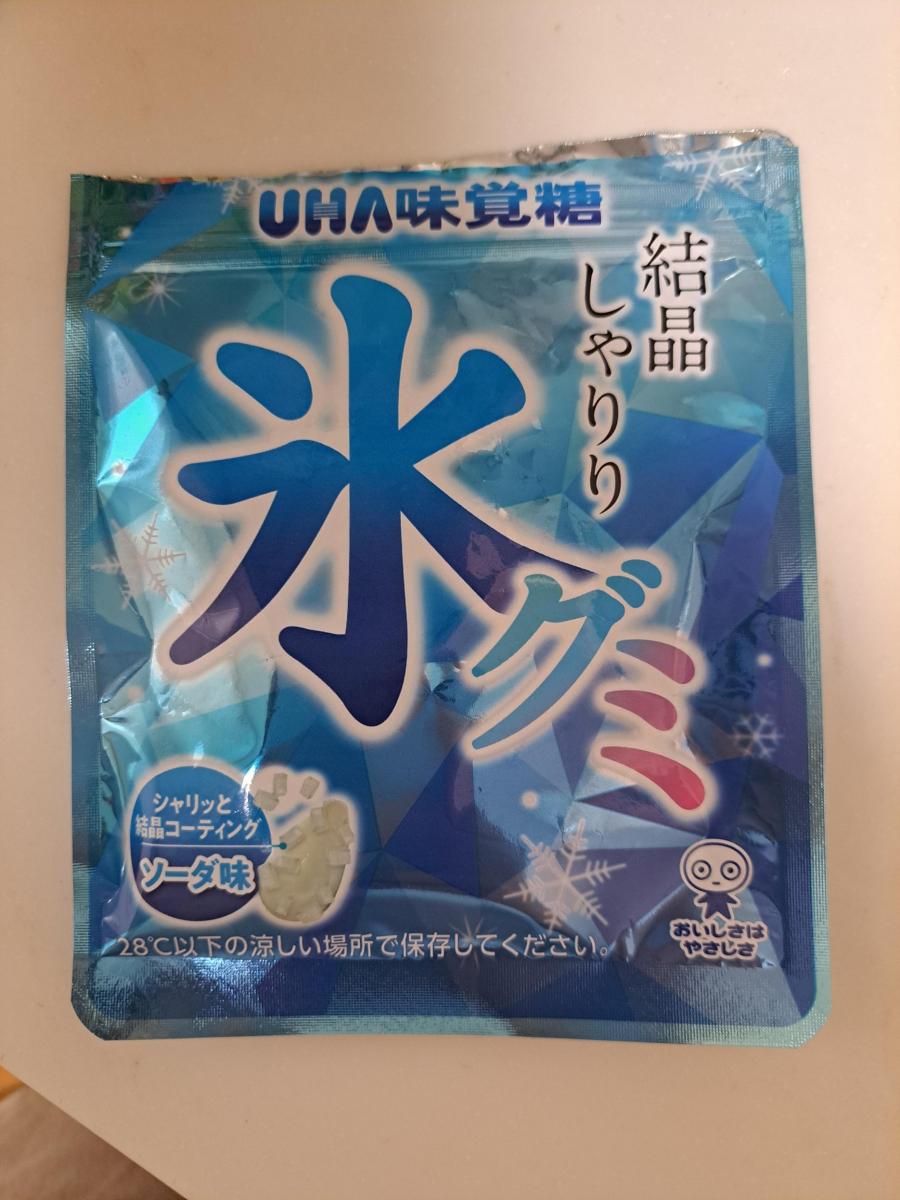 UHA味覚糖
結晶
しゃりり
氷
グミ
シャリッと
結晶コーティング
ソーダ味
28℃以下の涼しい場所で保存してください。
おいしさは
やさしさ